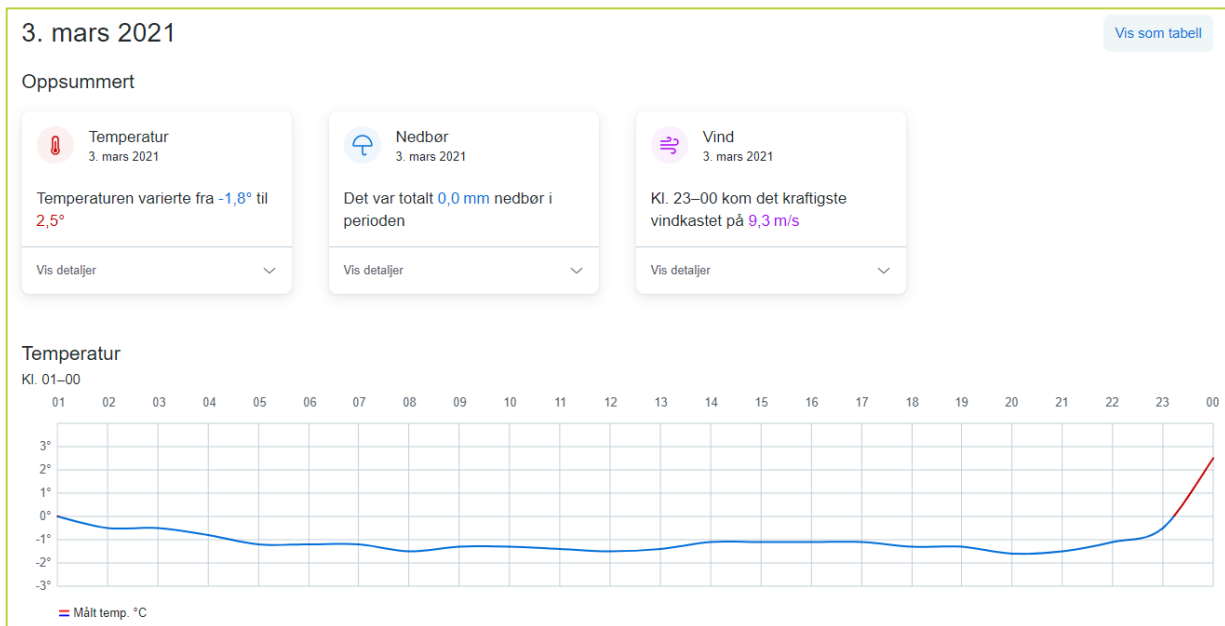 3. mars 2021
Vis som tabell
Oppsummert
Temperatur
3. mars 2021
Temperaturen varierte fra -1,8° til
2,5°
Vis detaljer
Nedbør
3. mars 2021
Det var totalt 0,0 mm nedbør i
perioden
Vis detaljer
Vind
3. mars 2021
Kl. 23–00 kom det kraftigste
vindkastet på 9,3 m/s
Vis detaljer
Temperatur
Kl. 01–00
01 02 03 04 05 06 07 08 09 10 11 12 13 14 15 16 17 18 19 20 21 22 23 00
3°
2°
1°
0°
-1°
-2°
-3°
Målt temp. °C